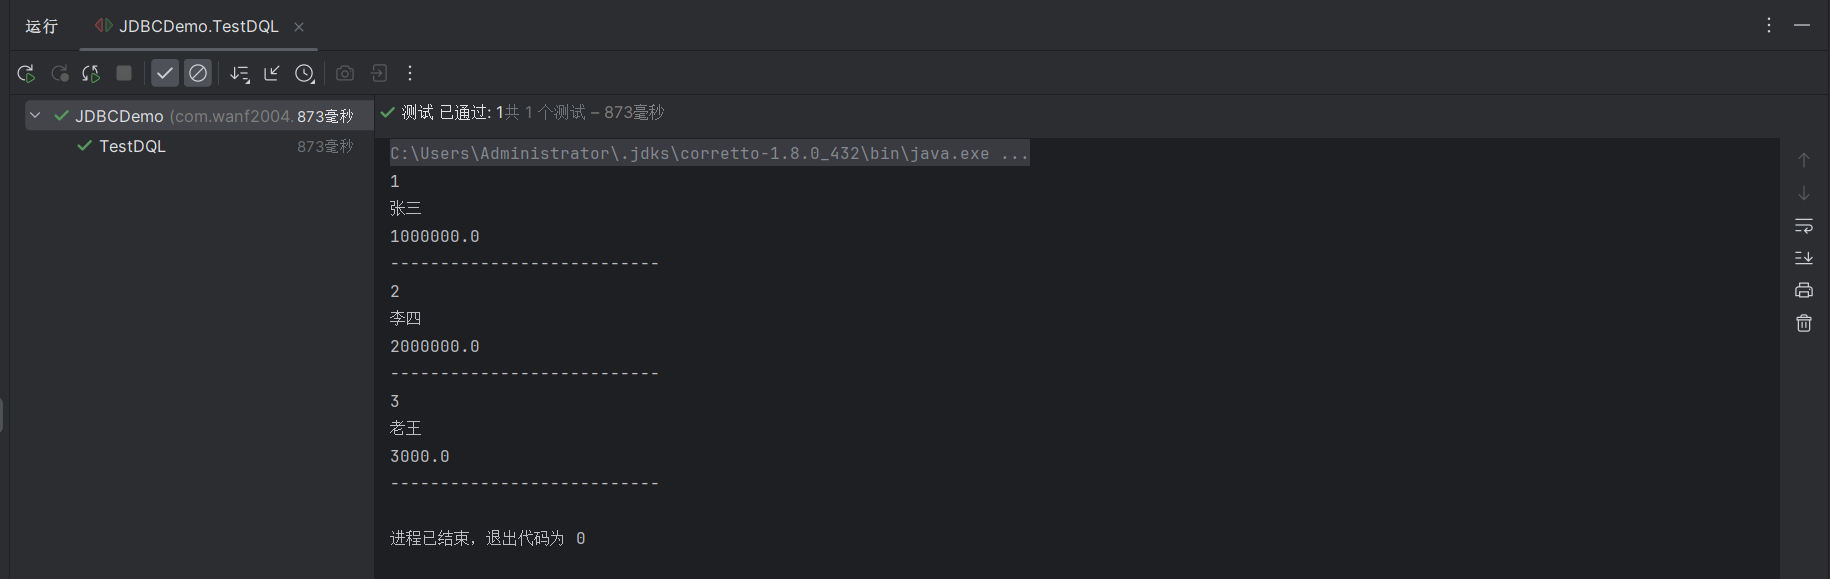 运行 JDBCDemo.TestDQL
JDBCDemo (com.wanf2004. 873毫秒
TestDQL 873毫秒
测试 已通过: 1共 1 个测试 – 873毫秒
C:\Users\Administrator\.jdks\corretto-1.8.0_432\bin\java.exe ...
1
张三
1000000.0
---------------------------
2
李四
2000000.0
---------------------------
3
老王
3000.0
---------------------------
进程已结束，退出代码为 0